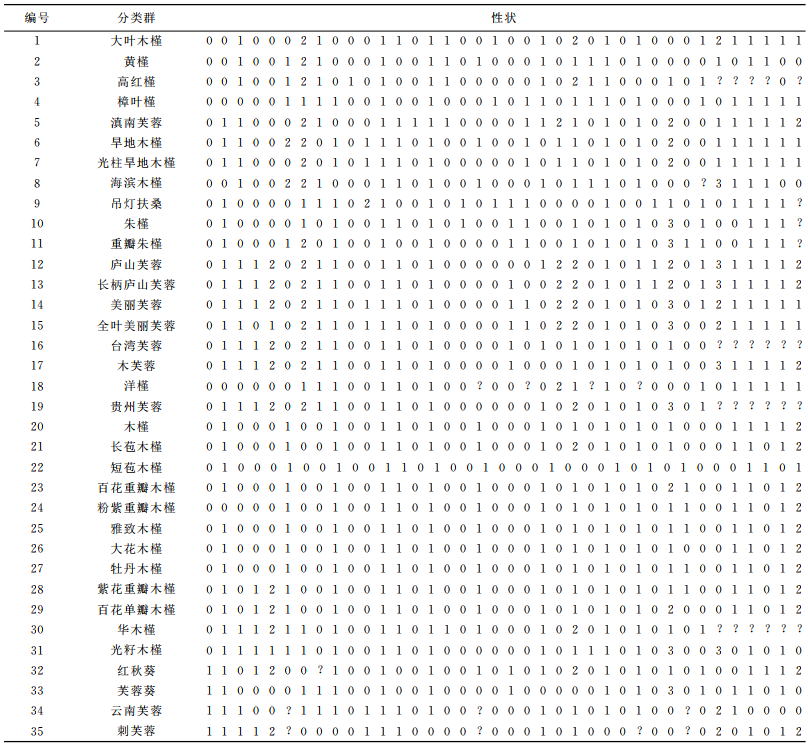 编号 分类群 性状
1 大叶木槿 0 0 1 0 0 0 2 1 0 0 0 1 1 0 1 1 0 0 1 0 0 1 0 2 0 1 0 1 0 0 0 1 2 1 1 1 1 1
2 黄槿 0 0 1 0 0 1 2 1 0 0 0 1 1 0 1 0 0 1 0 0 0 1 0 1 1 1 0 1 0 0 0 0 1 0 1 1 0 0
3 高红槿 0 0 1 0 0 1 2 1 0 1 0 1 0 0 1 1 0 0 0 0 1 0 2 1 1 0 0 0 1 0 1 ? ? ? ? 0 ?
4 樟叶槿 0 0 0 0 0 1 1 1 1 0 0 1 0 0 1 0 0 0 1 0 1 1 0 1 1 1 0 1 0 0 0 1 0 1 1 1 1 1
5 滇南芙蓉 0 1 1 0 0 0 2 1 0 0 0 1 1 1 1 1 0 0 0 0 1 1 2 1 0 1 0 1 0 2 0 0 1 1 1 1 1 2
6 旱地木槿 0 1 1 0 0 2 2 0 1 0 1 1 1 0 1 0 0 1 0 0 1 0 1 1 0 1 0 1 0 2 0 0 1 1 1 1 1 1
7 光柱旱地木槿 0 1 1 0 0 0 2 0 1 0 1 1 1 0 1 0 0 0 0 0 1 0 1 1 0 1 0 1 0 2 0 0 1 1 1 1 1 1
8 海滨木槿 0 0 1 0 0 2 2 1 0 0 0 1 1 0 1 0 0 1 0 0 0 1 0 1 1 1 0 1 0 0 0 ? 3 1 1 1 0 0
9 吊灯扶桑 0 1 0 0 0 0 1 1 1 0 2 1 0 0 1 0 1 0 1 1 1 0 0 0 0 1 0 0 1 1 0 1 0 1 1 1 1 ?
10 朱槿 0 1 0 0 0 0 1 0 1 0 0 1 1 0 1 0 0 1 0 0 0 1 1 0 0 1 0 1 0 3 0 1 0 0 1 1 1 ?
11 重瓣朱槿 0 1 0 0 0 1 2 0 1 0 0 1 0 0 1 0 0 0 0 0 1 1 0 0 1 0 1 0 3 1 1 0 0 1 1 1 ?
12 庐山芙蓉 0 1 1 1 2 0 2 1 1 0 0 1 1 0 1 0 0 0 0 0 0 1 2 2 0 1 0 1 1 2 0 1 3 1 1 1 1 2
13 长柄庐山芙蓉 0 1 1 1 2 0 2 1 1 0 0 1 1 0 1 0 0 0 0 1 0 0 2 2 0 1 0 1 1 2 0 1 3 1 1 1 1 2
14 美丽芙蓉 0 1 1 1 2 0 2 1 1 0 1 1 1 0 1 0 0 0 0 1 1 0 2 2 0 1 0 1 0 3 0 1 2 1 1 1 1 1
15 全叶美丽芙蓉 0 1 1 0 1 0 2 1 1 0 1 1 1 0 1 0 0 0 0 1 1 0 2 2 0 1 0 1 0 3 0 0 2 1 1 1 1 1
16 台湾芙蓉 0 1 1 1 2 0 2 1 1 0 0 1 1 0 1 0 0 0 0 1 0 1 0 1 0 1 0 1 0 1 0 0 ? ? ? ? ? ?
17 木芙蓉 0 1 1 1 2 0 2 1 1 0 0 1 1 0 1 0 0 0 0 0 0 1 0 1 0 1 0 1 0 1 0 0 3 1 1 1 1 2
18 洋槿 0 0 0 0 0 0 1 1 1 0 0 1 1 0 1 0 0 ? 0 0 ? 0 2 1 ? 1 0 ? 0 0 0 1 0 1 1 1 1 1
19 贵州芙蓉 0 1 1 1 2 0 2 1 1 0 0 1 1 0 1 0 0 0 0 0 0 1 0 2 0 1 0 1 0 3 0 1 ? ? ? ? ? ?
20 木槿 0 1 0 0 0 1 0 0 1 0 0 1 1 0 1 0 0 1 0 0 0 1 0 1 0 1 0 1 0 1 0 0 0 1 1 1 1 2
21 长苞木槿 0 1 0 0 0 1 0 0 1 0 0 1 1 0 1 0 0 1 0 0 0 1 0 2 0 1 0 1 0 1 0 0 0 1 1 0 1 2
22 短苞木槿 0 1 0 0 0 1 0 0 1 0 0 1 1 0 1 0 0 1 0 0 0 1 0 0 0 1 0 1 0 1 0 0 0 1 1 0 1
23 百花重瓣木槿 0 1 0 0 0 1 0 0 1 0 0 1 1 0 1 0 0 1 0 0 0 1 0 1 0 1 0 1 0 2 1 0 0 1 1 0 1 2
24 粉紫重瓣木槿 0 0 0 0 0 1 0 0 1 0 0 1 1 0 1 0 0 1 0 0 0 1 0 1 0 1 0 1 0 1 1 0 0 1 1 0 1 2
25 雅致木槿 0 1 0 0 0 1 0 0 1 0 0 1 1 0 1 0 0 1 0 0 0 1 0 1 0 1 0 1 0 1 1 0 0 1 1 0 1 2
26 大花木槿 0 1 0 0 0 1 0 0 1 0 0 1 1 0 1 0 0 1 0 0 0 1 0 1 0 1 0 1 0 1 0 0 0 1 1 0 1 2
27 牡丹木槿 0 1 0 0 0 1 0 0 1 0 0 1 1 0 1 0 0 1 0 0 0 1 0 1 0 1 0 1 0 1 1 0 0 1 1 0 1 2
28 紫花重瓣木槿 0 1 0 1 2 1 0 0 1 0 0 1 1 0 1 0 0 1 0 0 0 1 0 1 0 1 0 1 0 1 1 0 0 1 1 0 1 2
29 百花单瓣木槿 0 1 0 1 2 1 0 0 1 0 0 1 1 0 1 0 0 1 0 0 0 1 0 1 0 1 0 1 0 2 0 0 0 1 1 0 1 2
30 华木槿 0 1 1 1 2 1 1 0 1 0 0 1 1 0 1 1 0 1 0 0 0 1 0 2 0 1 0 1 0 1 0 1 ? ? ? ? ? ?
31 光籽木槿 0 1 1 1 1 1 1 0 1 0 0 1 0 0 1 0 0 0 0 0 0 1 0 1 1 1 0 1 0 3 0 0 3 0 1 0 1 0
32 红秋葵 1 1 0 1 2 0 0 ? 1 0 0 1 0 0 1 0 0 1 0 1 0 1 0 2 0 1 0 1 0 1 0 1 0 0 1 1 1 2
33 芙蓉葵 1 1 0 0 0 0 1 1 1 0 0 1 0 0 1 0 0 0 1 0 0 0 0 0 0 1 0 1 0 3 0 1 0 1 1 0 1 0
34 云南芙蓉 1 1 1 0 0 ? 1 1 1 0 1 1 1 0 1 0 0 ? 0 0 0 1 0 1 0 1 0 1 0 0 ? 0 2 1 0 0 0 0
35 刺芙蓉 1 1 1 1 2 ? 0 0 0 0 1 1 1 0 0 0 0 ? 0 0 0 1 0 1 0 0 0 ? 0 0 ? 0 2 0 1 0 1 2